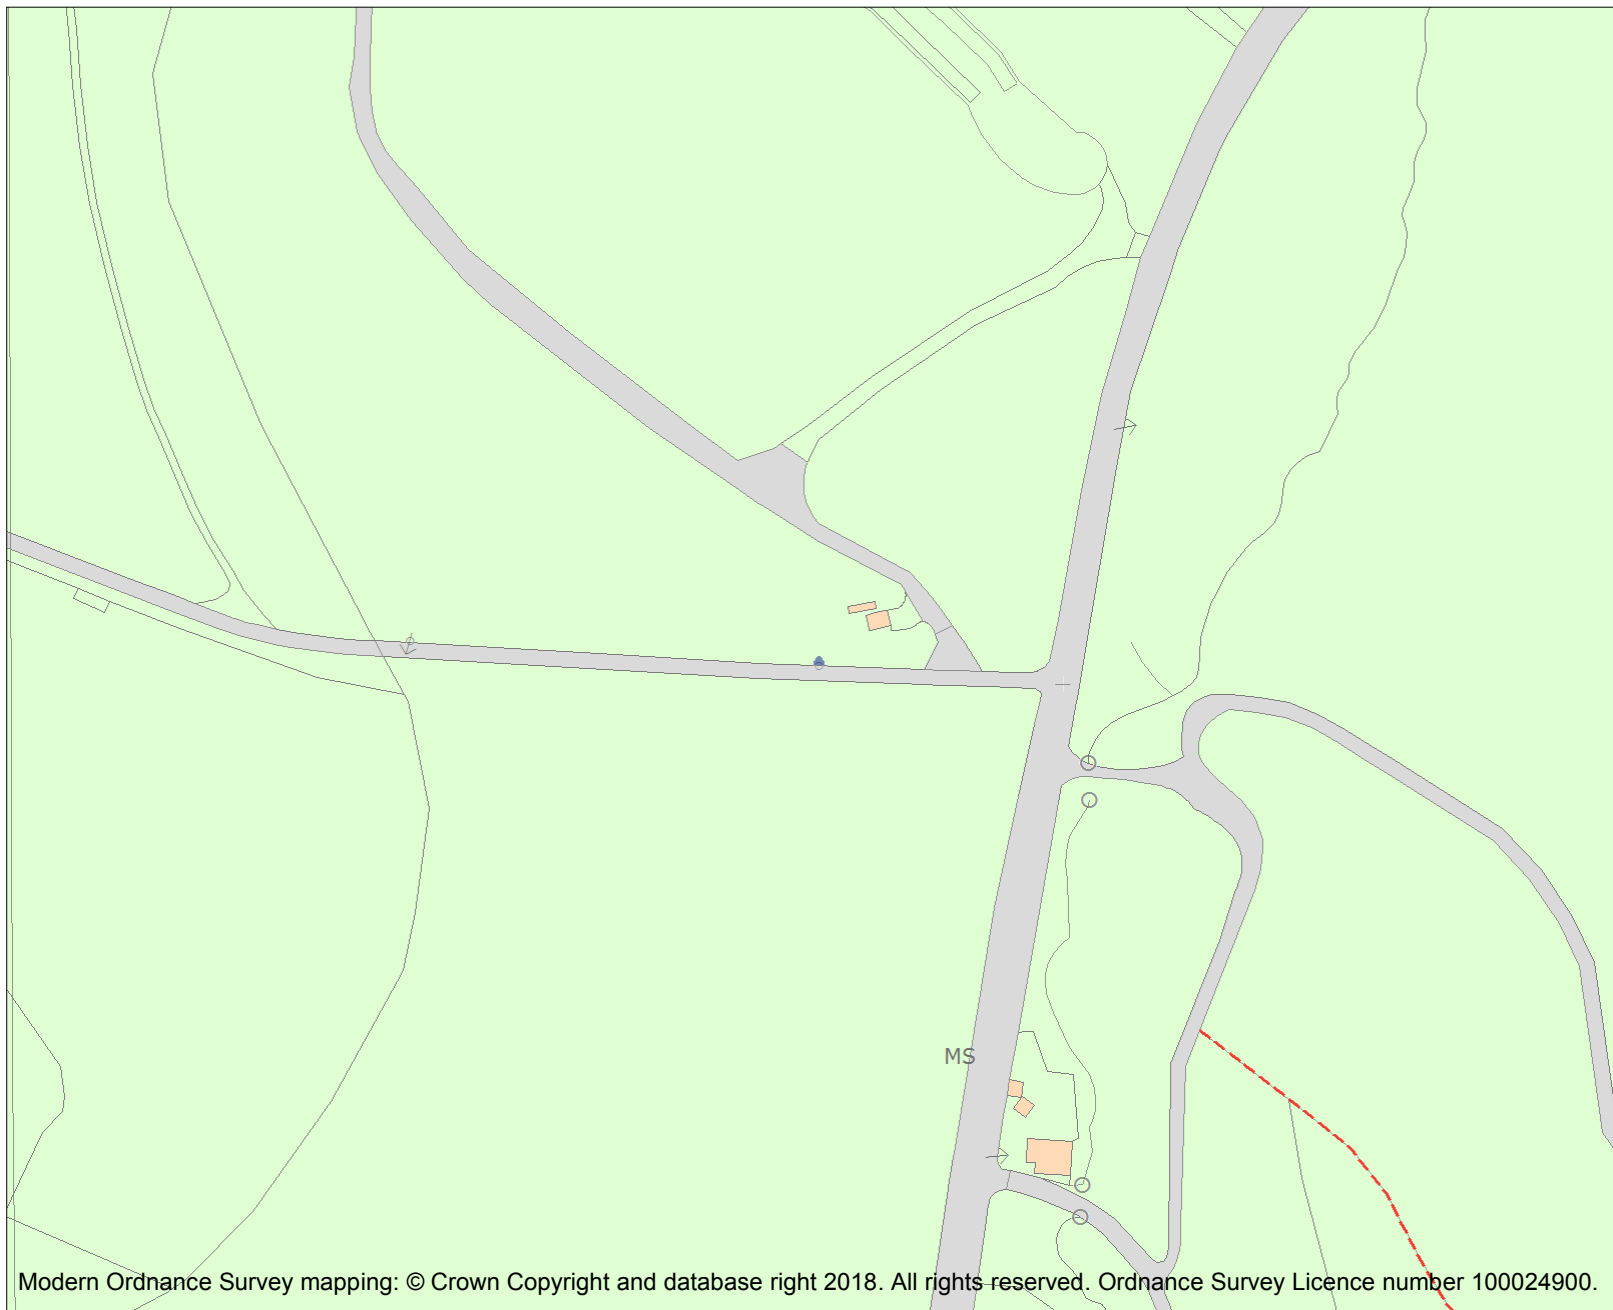 MS
Modern Ordnance Survey mapping: © Crown Copyright and database right 2018. All rights reserved. Ordnance Survey Licence number 100024900.